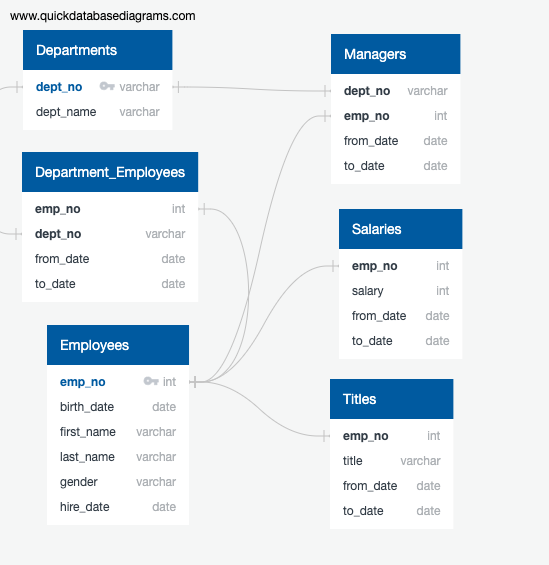 www.quickdatabasediagrams.com
Departments
dept_no varchar
dept_name varchar
Managers
dept_no varchar
emp_no int
from_date date
to_date date
Department_Employees
emp_no int
dept_no varchar
from_date date
to_date date
Salaries
emp_no int
salary int
from_date date
to_date date
Employees
emp_no int
birth_date date
first_name varchar
last_name varchar
gender varchar
hire_date date
Titles
emp_no int
title varchar
from_date date
to_date date